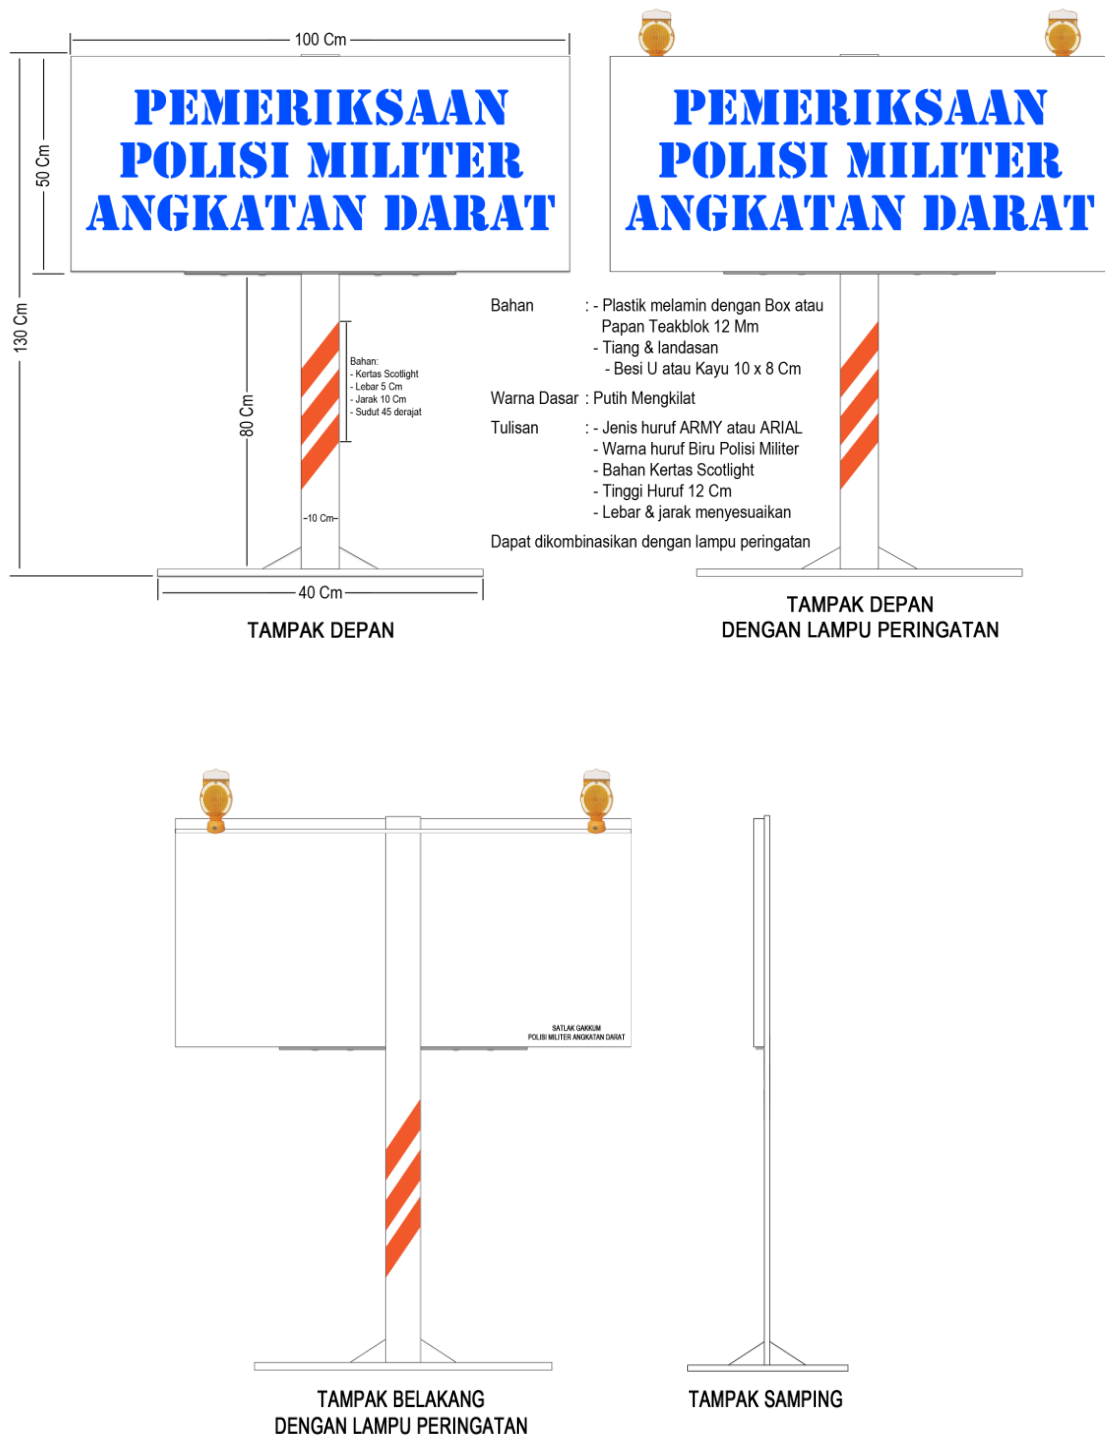 100 Cm
PEMERIKSAAN
POLISI MILITER
ANGKATAN DARAT
50 Cm
130 Cm
80 Cm
Bahan:
- Kertas Scotlight
- Lebar 5 Cm
- Jarak 10 Cm
- Sudut 45 derajat
10 Cm
40 Cm
TAMPAK DEPAN
PEMERIKSAAN
POLISI MILITER
ANGKATAN DARAT
Bahan : - Plastik melamin dengan Box atau
Papan Teakblok 12 Mm
- Tiang & landasan
- Besi U atau Kayu 10 x 8 Cm
Warna Dasar : Putih Mengkilat
Tulisan : - Jenis huruf ARMY atau ARIAL
- Warna huruf Biru Polisi Militer
- Bahan Kertas Scotlight
- Tinggi Huruf 12 Cm
- Lebar & jarak menyesuaikan
Dapat dikombinasikan dengan lampu peringatan
TAMPAK DEPAN
DENGAN LAMPU PERINGATAN
SATLAK GAKKUM
POLISI MILITER ANGKATAN DARAT
TAMPAK BELAKANG
DENGAN LAMPU PERINGATAN
TAMPAK SAMPING